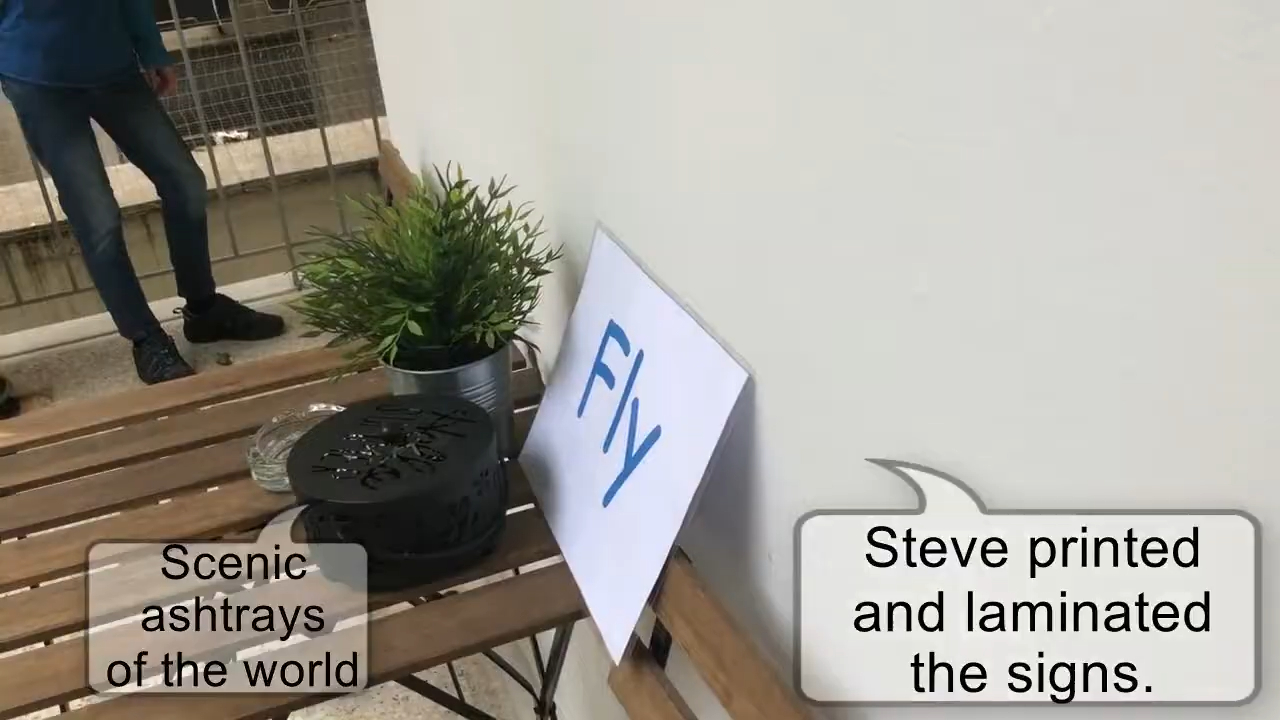 Fly
Scenic
ashtrays
of the world
Steve printed
and laminated
the signs.